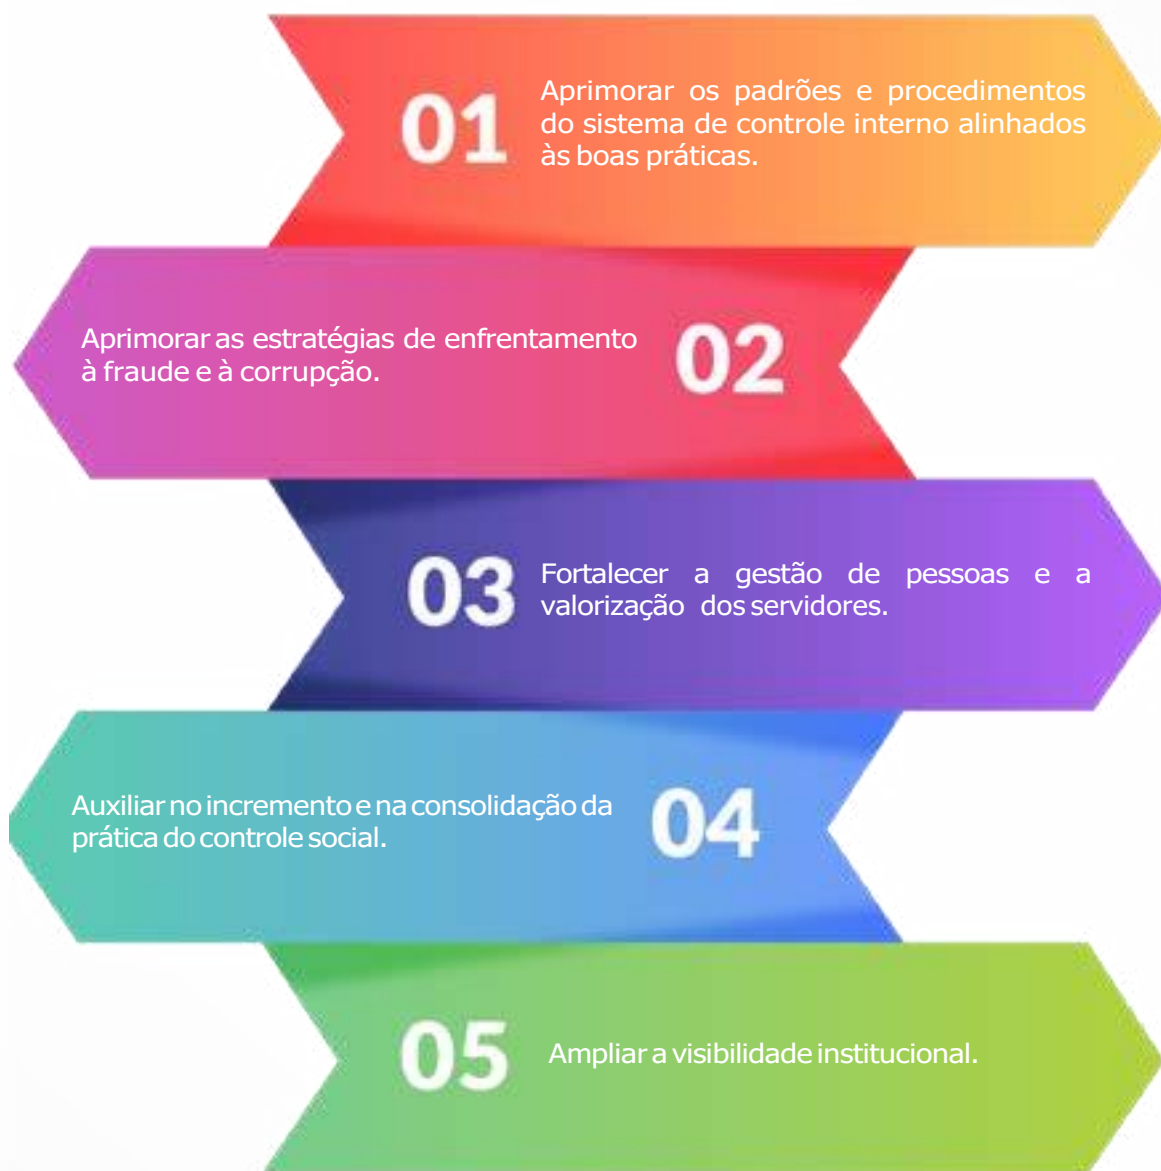 01
Aprimorar os padrões e procedimentos
do sistema de controle interno alinhados
às boas práticas.
Aprimorar as estratégias de enfrentamento
à fraude e à corrupção.
02
03
Fortalecer a gestão de pessoas e a
valorização dos servidores.
Auxiliar no incremento e na consolidação da
prática do controle social.
04
05
Ampliar a visibilidade institucional.